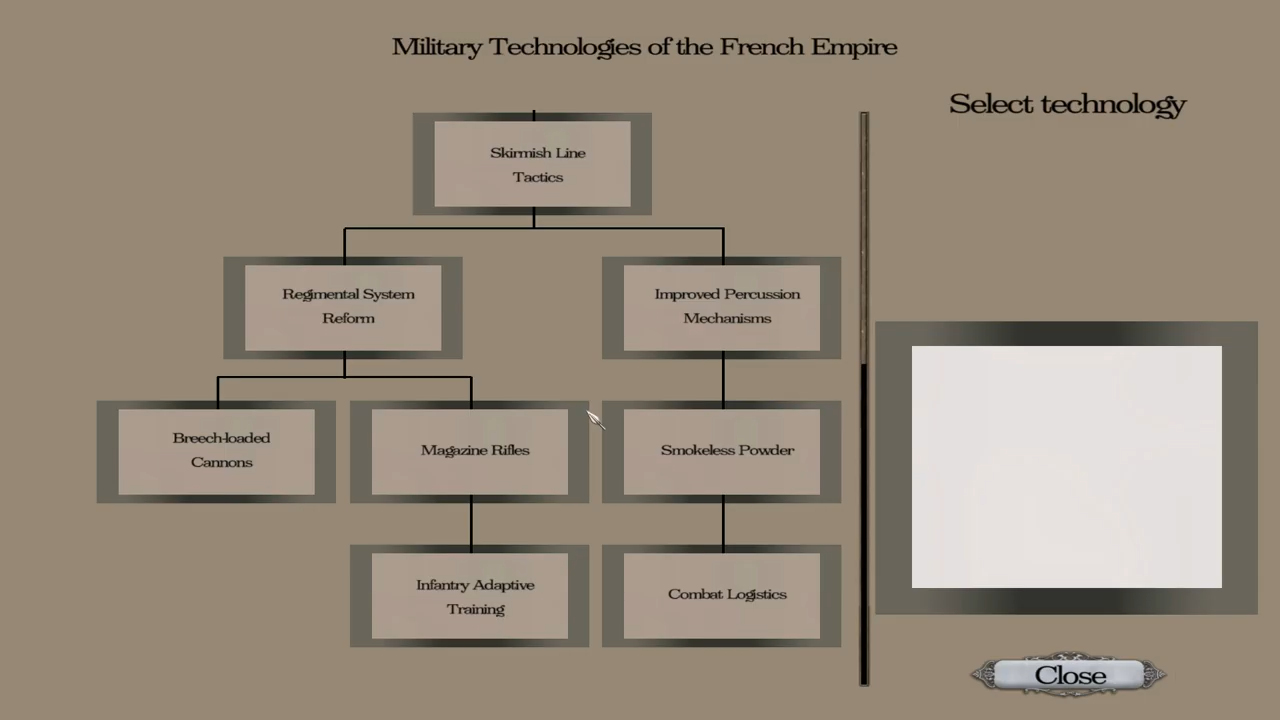 Military Technologies of the French Empire
Select technology
Skirmish Line
Tactics
Regimental System
Reform
Improved Percussion
Mechanisms
Breech-loaded
Cannons
Magazine Rifles
Smokeless Powder
Infantry Adaptive
Training
Combat Logistics
Close